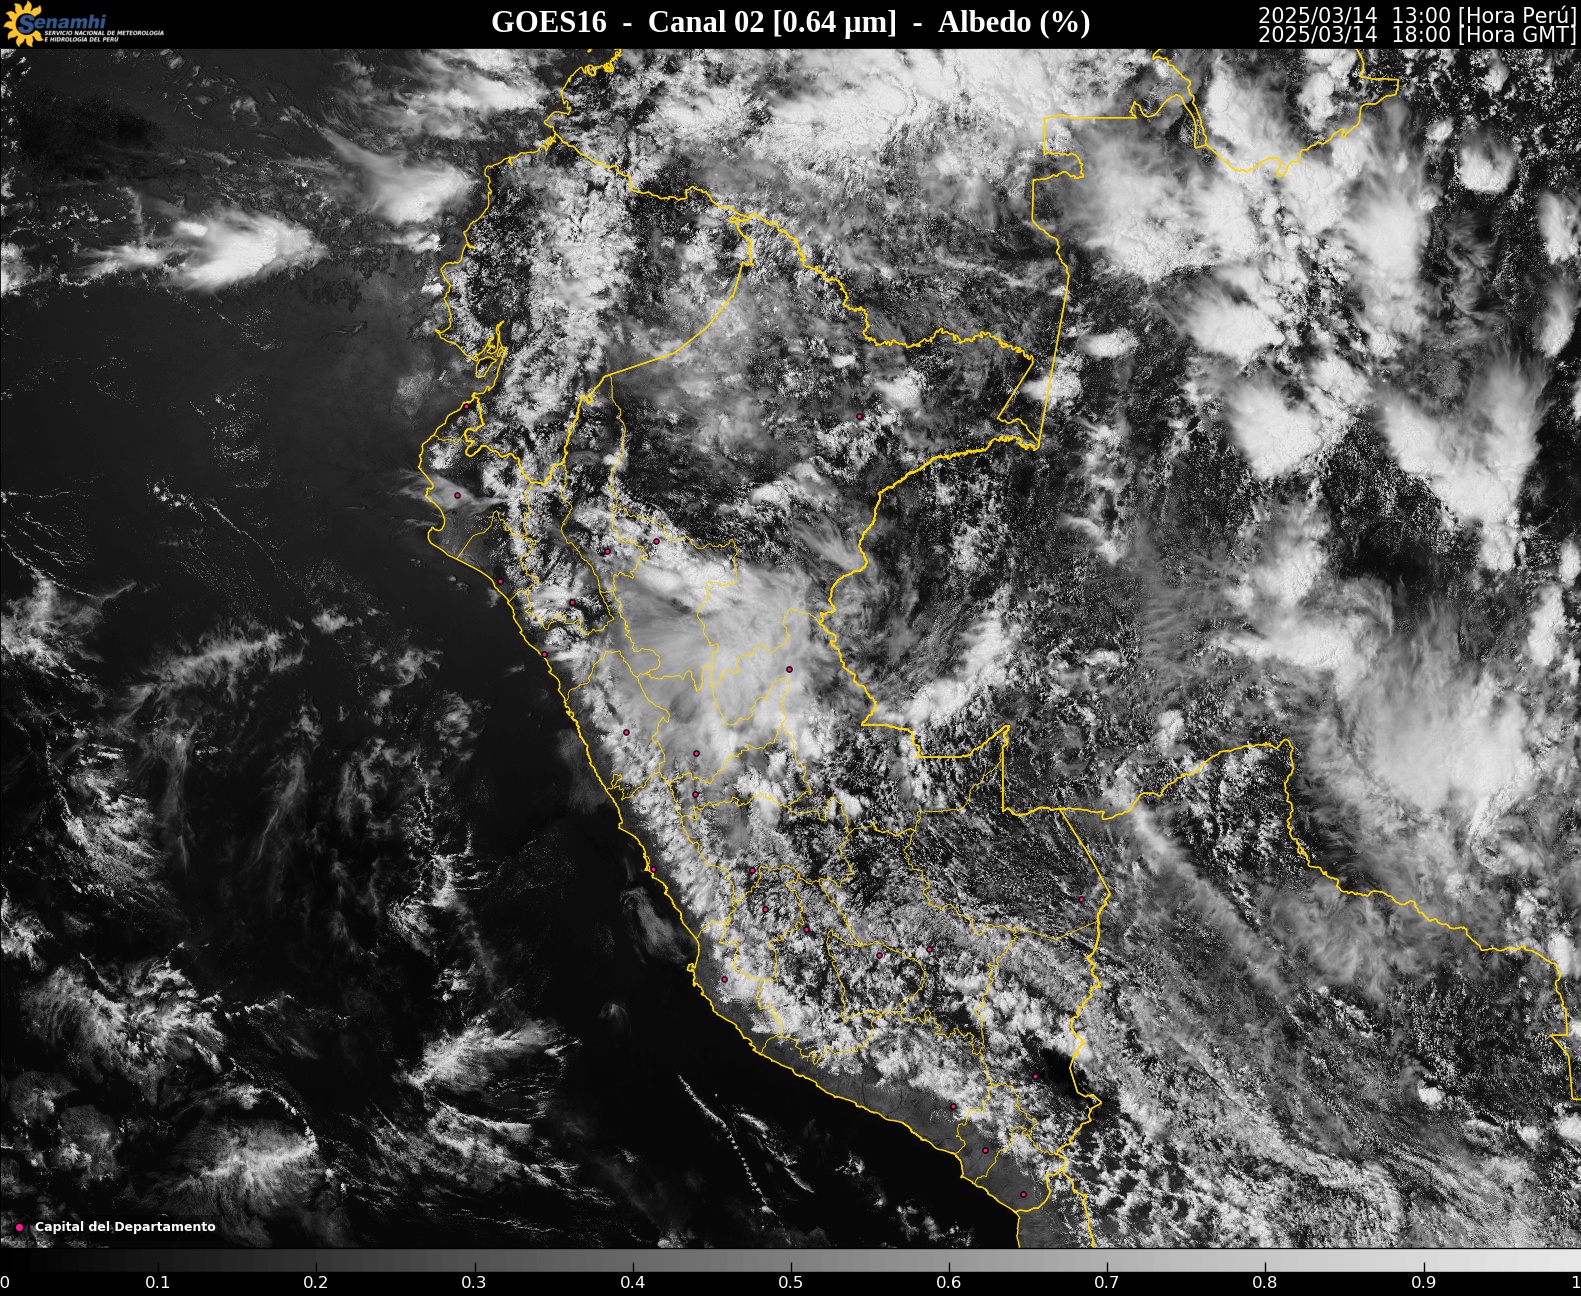 Senamhi
SERVICIO NACIONAL DE METEOROLOGÍA
E HIDROLOGÍA DEL PERÚ
GOES16 - Canal 02 [0.64 µm] - Albedo (%)
2025/03/14 13:00 [Hora Perú]
2025/03/14 18:00 [Hora GMT]
Capital del Departamento
0 0.1 0.2 0.3 0.4 0.5 0.6 0.7 0.8 0.9 1